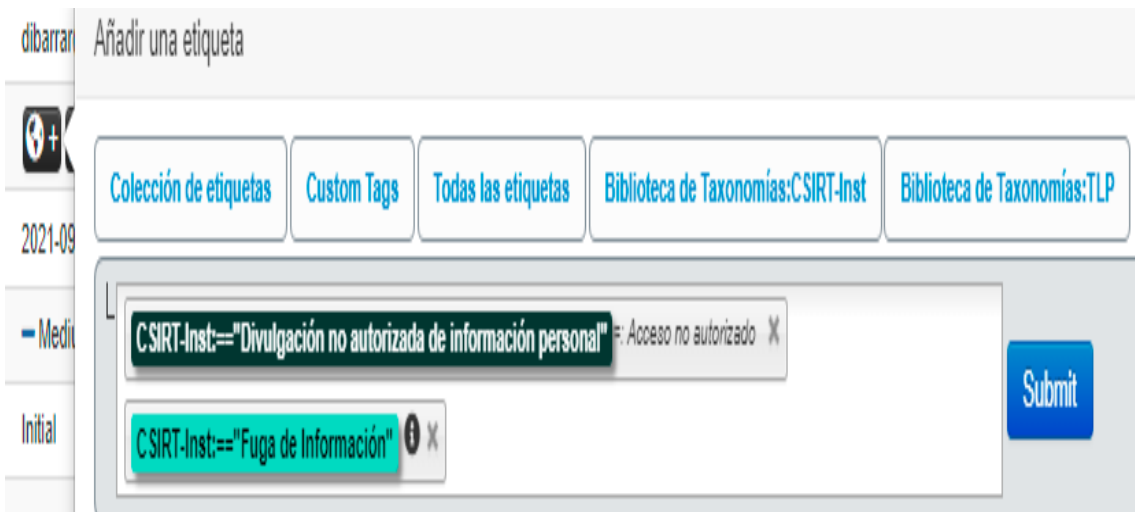 dibarrar
Añadir una etiqueta
+
Colección de etiquetas
Custom Tags
Todas las etiquetas
Biblioteca de Taxonomías:CSIRT-Inst
Biblioteca de Taxonomías:TLP
2021-09
Mediu
CSIRT-Inst:=="Divulgación no autorizada de información personal" =: Acceso no autorizado X
Submit
Initial
CSIRT-Inst:=="Fuga de Información" X